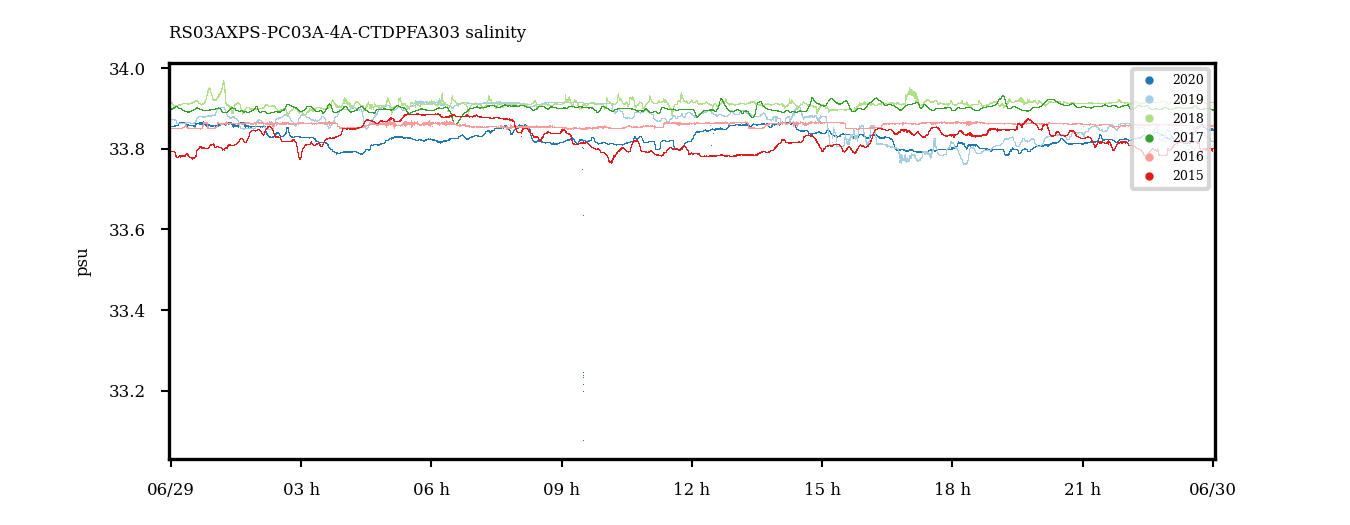 RS03AXPS-PC03A-4A-CTDPFA303 salinity
34.0
33.8
33.6
33.4
33.2
psu
06/29
03 h
06 h
09 h
12 h
15 h
18 h
21 h
06/30
2020
2019
2018
2017
2016
2015